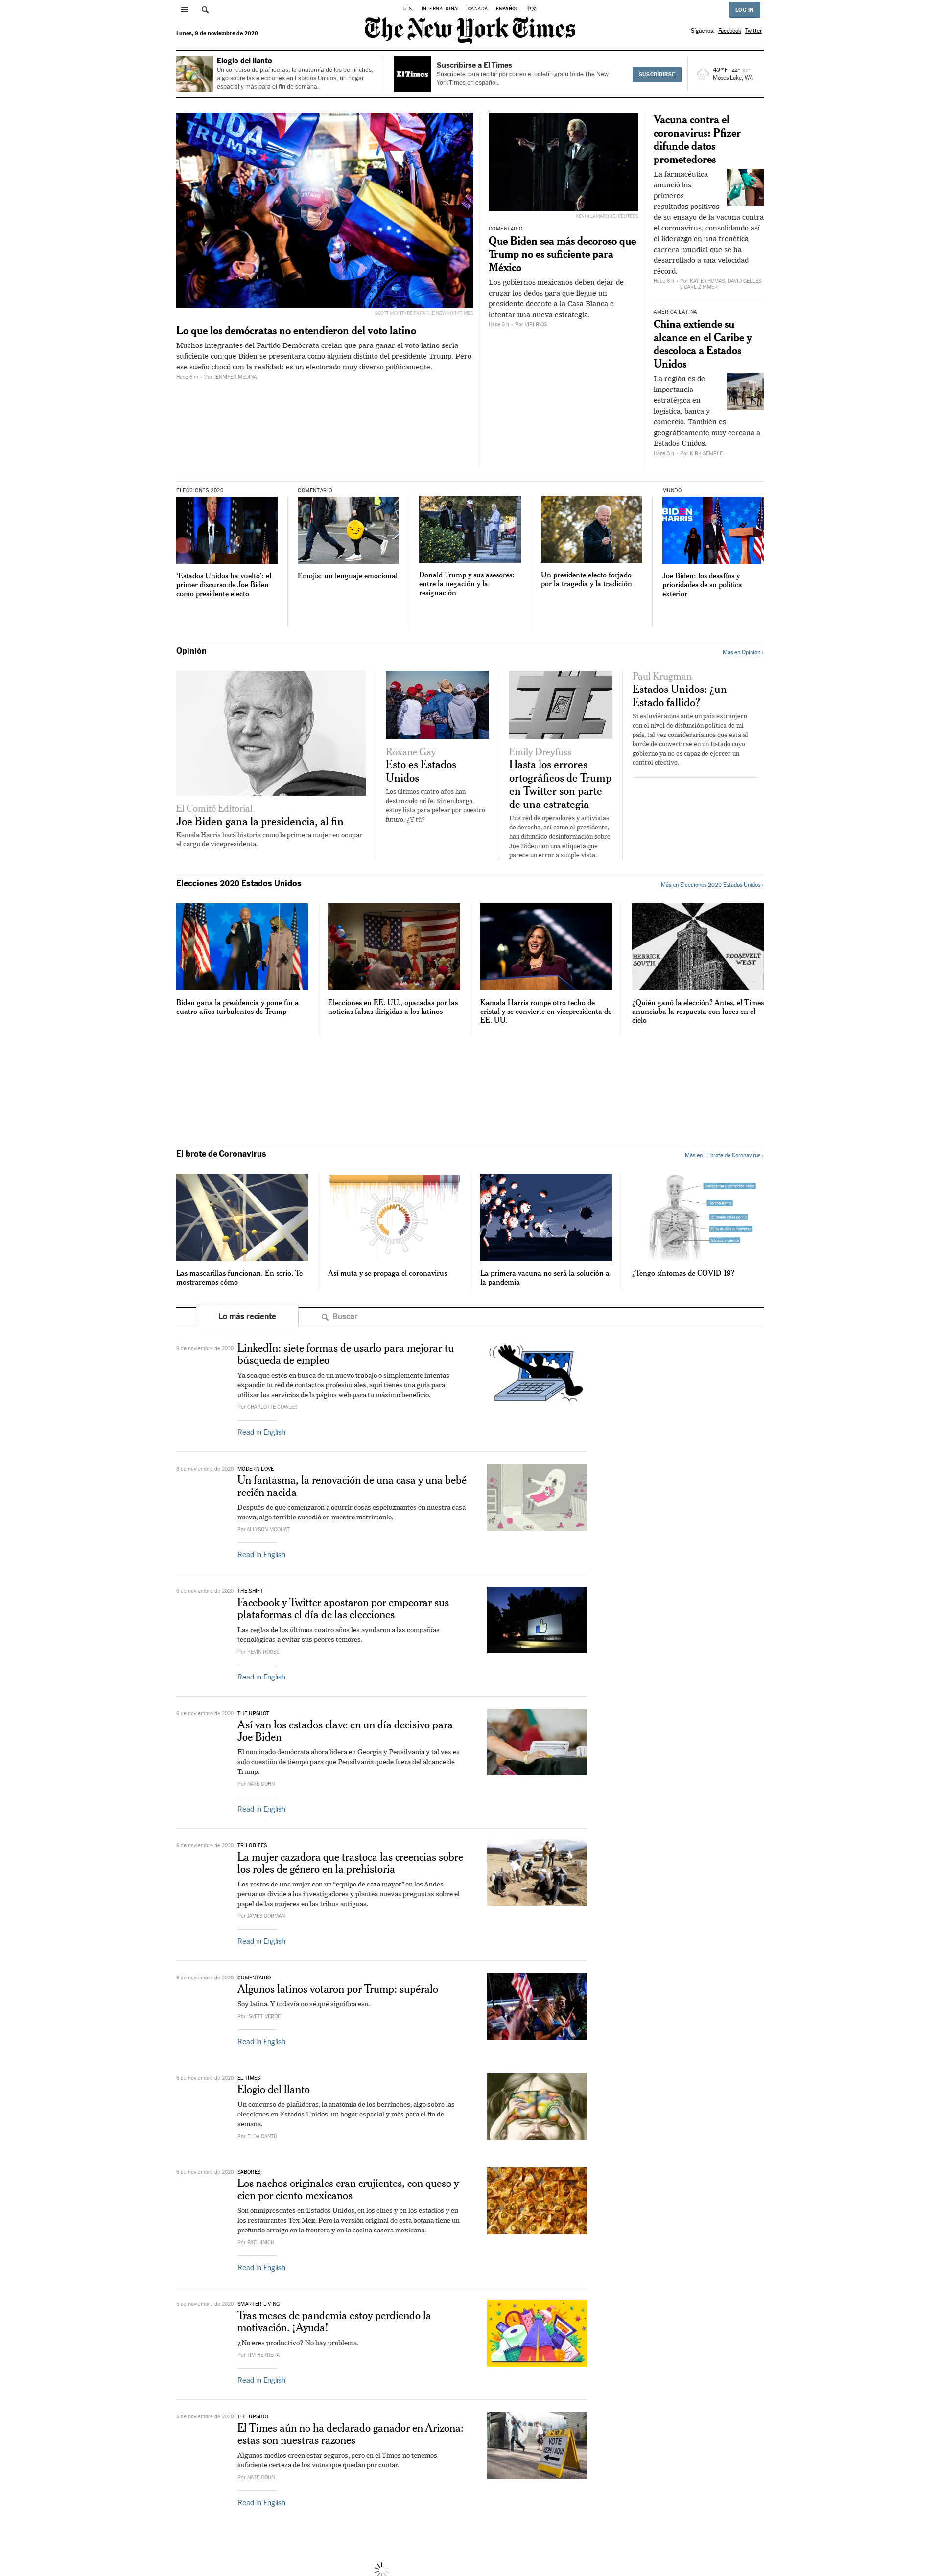 U.S. INTERNATIONAL CANADA ESPAÑOL 中文
LOG IN
The New York Times
Lunes, 9 de noviembre de 2020
Síguenos: Facebook Twitter
Elogio del llanto
Un concurso de plañideras, la anatomía de los berrinches,
algo sobre las elecciones en Estados Unidos, un hogar
espacial y más para el fin de semana.
El Times
Suscribirse a El Times
Suscríbete para recibir por correo el boletín gratuito de The New
York Times en español.
SUSCRIBIRSE
42°F 44° 31°
Moses Lake, WA
SCOTT MCINTYRE PARA THE NEW YORK TIMES
Lo que los demócratas no entendieron del voto latino
Muchos integrantes del Partido Demócrata creían que para ganar el voto latino sería
suficiente con que Biden se presentara como alguien distinto del presidente Trump. Pero
ese sueño chocó con la realidad: es un electorado muy diverso políticamente.
Hace 6 m - Por JENNIFER MEDINA
KEVIN LAMARQUE/REUTERS
COMENTARIO
Que Biden sea más decoroso que
Trump no es suficiente para
México
Los gobiernos mexicanos deben dejar de
cruzar los dedos para que llegue un
presidente decente a la Casa Blanca e
intentar una nueva estrategia.
Hace 6 h - Por VIRI RÍOS
Vacuna contra el
coronavirus: Pfizer
difunde datos
prometedores
La farmacéutica
anunció los
primeros
resultados positivos
de su ensayo de la vacuna contra
el coronavirus, consolidando así
el liderazgo en una frenética
carrera mundial que se ha
desarrollado a una velocidad
récord.
Hace 6 h - Por KATIE THOMAS, DAVID GELLES
y CARL ZIMMER
AMÉRICA LATINA
China extiende su
alcance en el Caribe y
descoloca a Estados
Unidos
La región es de
importancia
estratégica en
logística, banca y
comercio. También es
geográficamente muy cercana a
Estados Unidos.
Hace 3 h - Por KIRK SEMPLE
ELECCIONES 2020
'Estados Unidos ha vuelto': el
primer discurso de Joe Biden
como presidente electo
COMENTARIO
Emojis: un lenguaje emocional
Donald Trump y sus asesores:
entre la negación y la
resignación
Un presidente electo forjado
por la tragedia y la tradición
MUNDO
BIDEN
HARRIS
Joe Biden: los desafíos y
prioridades de su política
exterior
Opinión
Más en Opinión ›
El Comité Editorial
Joe Biden gana la presidencia, al fin
Kamala Harris hará historia como la primera mujer en ocupar
el cargo de vicepresidenta.
Roxane Gay
Esto es Estados
Unidos
Los últimos cuatro años han
destrozado mi fe. Sin embargo,
estoy lista para pelear por nuestro
futuro. ¿Y tú?
Emily Dreyfuss
Hasta los errores
ortográficos de Trump
en Twitter son parte
de una estrategia
Una red de operadores y activistas
de derecha, así como el presidente,
han difundido desinformación sobre
Joe Biden con una etiqueta que
parece un error a simple vista.
Paul Krugman
Estados Unidos: ¿un
Estado fallido?
Si estuviéramos ante un país extranjero
con el nivel de disfunción política de mi
país, tal vez consideraríamos que está al
borde de convertirse en un Estado cuyo
gobierno ya no es capaz de ejercer un
control efectivo.
Elecciones 2020 Estados Unidos
Más en Elecciones 2020 Estados Unidos ›
Biden gana la presidencia y pone fin a
cuatro años turbulentos de Trump
Elecciones en EE. UU., opacadas por las
noticias falsas dirigidas a los latinos
Kamala Harris rompe otro techo de
cristal y se convierte en vicepresidenta de
EE. UU.
HERRICK
SOUTH
ROOSEVELT
WEST
¿Quién ganó la elección? Antes, el Times
anunciaba la respuesta con luces en el
cielo
El brote de Coronavirus
Más en El brote de Coronavirus ›
Las mascarillas funcionan. En serio. Te
mostraremos cómo
Así muta y se propaga el coronavirus
La primera vacuna no será la solución a
la pandemia
¿Tengo síntomas de COVID-19?
Lo más reciente
Buscar
9 de noviembre de 2020
LinkedIn: siete formas de usarlo para mejorar tu
búsqueda de empleo
Ya sea que estés en busca de un nuevo trabajo o simplemente intentas
expandir tu red de contactos profesionales, aquí tienes una guía para
utilizar los servicios de la página web para tu máximo beneficio.
Por CHARLOTTE COWLES
Read in English
8 de noviembre de 2020
MODERN LOVE
Un fantasma, la renovación de una casa y una bebé
recién nacida
Después de que comenzaron a ocurrir cosas espeluznantes en nuestra casa
nueva, algo terrible sucedió en nuestro matrimonio.
Por ALLYSON MCOUAT
Read in English
6 de noviembre de 2020
THE SHIFT
Facebook y Twitter apostaron por empeorar sus
plataformas el día de las elecciones
Las reglas de los últimos cuatro años les ayudaron a las compañías
tecnológicas a evitar sus peores temores.
Por KEVIN ROOSE
Read in English
6 de noviembre de 2020
THE UPSHOT
Así van los estados clave en un día decisivo para
Joe Biden
El nominado demócrata ahora lidera en Georgia y Pensilvania y tal vez es
solo cuestión de tiempo para que Pensilvania quede fuera del alcance de
Trump.
Por NATE COHN
Read in English
6 de noviembre de 2020
TRILOBITES
La mujer cazadora que trastoca las creencias sobre
los roles de género en la prehistoria
Los restos de una mujer con un “equipo de caza mayor” en los Andes
peruanos divide a los investigadores y plantea nuevas preguntas sobre el
papel de las mujeres en las tribus antiguas.
Por JAMES GORMAN
Read in English
6 de noviembre de 2020
COMENTARIO
Algunos latinos votaron por Trump: supéralo
Soy latina. Y todavía no sé qué significa eso.
Por ISVETT VERDE
Read in English
6 de noviembre de 2020
EL TIMES
Elogio del llanto
Un concurso de plañideras, la anatomía de los berrinches, algo sobre las
elecciones en Estados Unidos, un hogar espacial y más para el fin de
semana.
Por ELDA CANTÚ
6 de noviembre de 2020
SABORES
Los nachos originales eran crujientes, con queso y
cien por ciento mexicanos
Son omnipresentes en Estados Unidos, en los cines y en los estadios y en
los restaurantes Tex-Mex. Pero la versión original de esta botana tiene un
profundo arraigo en la frontera y en la cocina casera mexicana.
Por PATI JINICH
Read in English
5 de noviembre de 2020
SMARTER LIVING
Tras meses de pandemia estoy perdiendo la
motivación. ¡Ayuda!
¿No eres productivo? No hay problema.
Por TIM HERRERA
Read in English
5 de noviembre de 2020
THE UPSHOT
El Times aún no ha declarado ganador en Arizona:
estas son nuestras razones
Algunos medios creen estar seguros, pero en el Times no tenemos
suficiente certeza de los votos que quedan por contar.
Por NATE COHN
VOTE
HERE / AQUI
Read in English